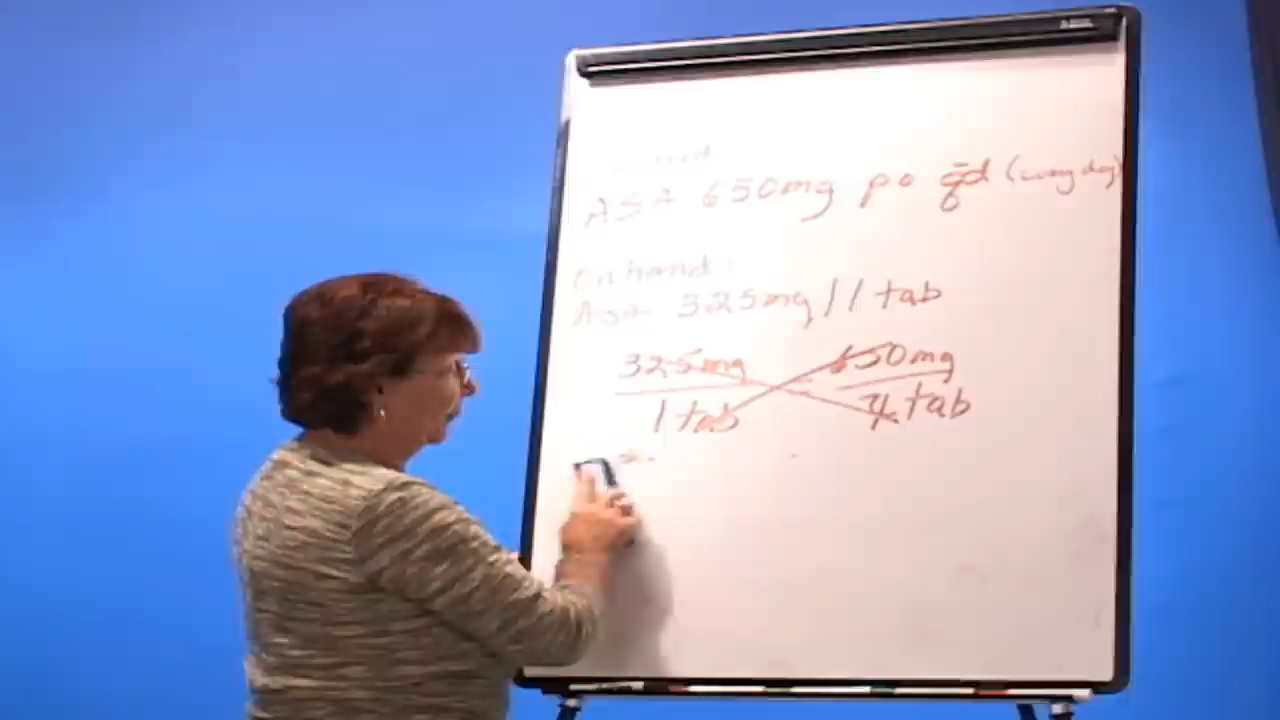 ASA 650mg po q̄d (every day)
On hand:
ASA 325mg / 1 tab
325mg 650mg
1 tab x tab